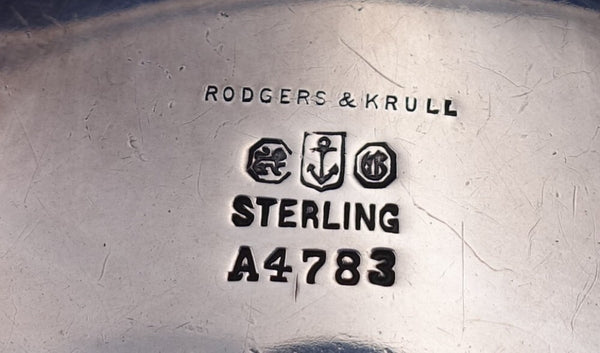 RODGERS & KRULL
STERLING
A4783